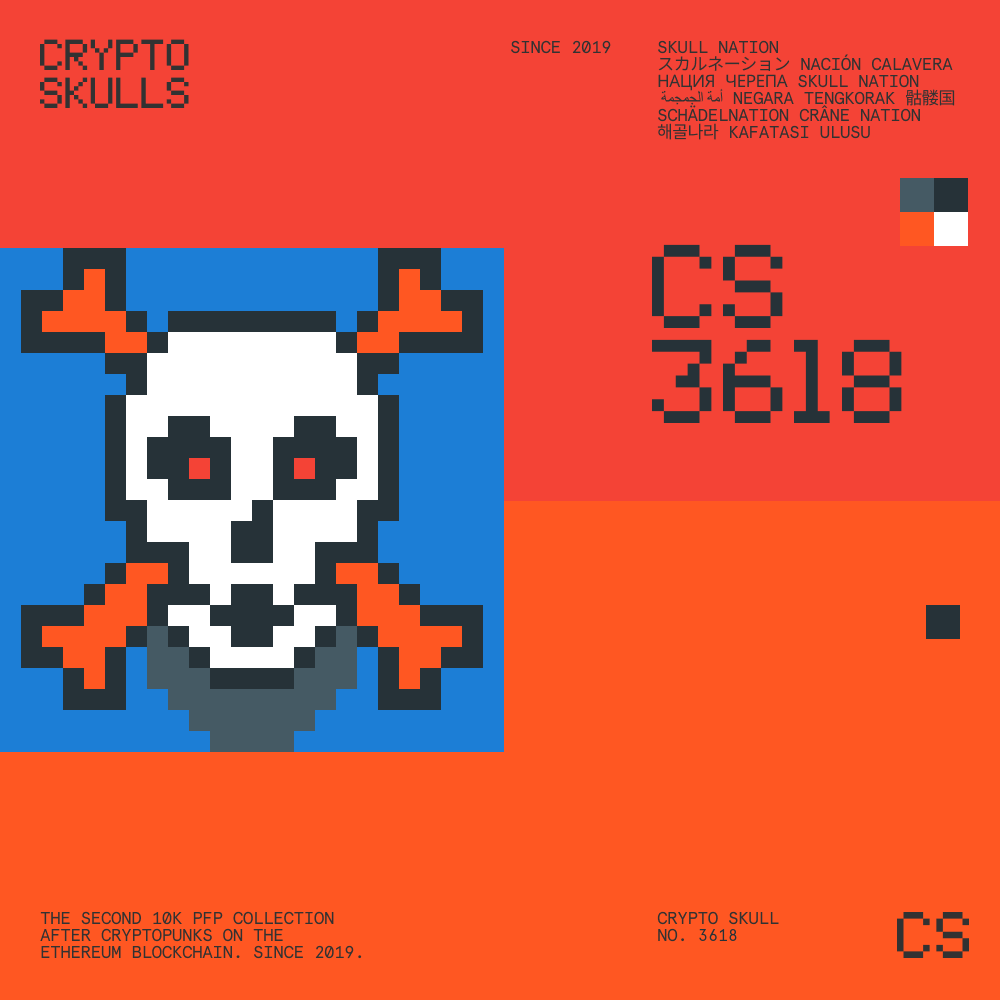 CRYPTO
SKULLS
SINCE 2019
SKULL NATION
スカルネーション NACIÓN CALAVERA
НАЦИЯ ЧЕРЕПА SKULL NATION
أمة الجمجمة NEGARA TENGKORAK 骷髅国
SCHÄDELNATION CRÂNE NATION
해골나라 KAFATASI ULUSU
CS
3618
THE SECOND 10K PFP COLLECTION
AFTER CRYPTOPUNKS ON THE
ETHEREUM BLOCKCHAIN. SINCE 2019.
CRYPTO SKULL
NO. 3618
CS